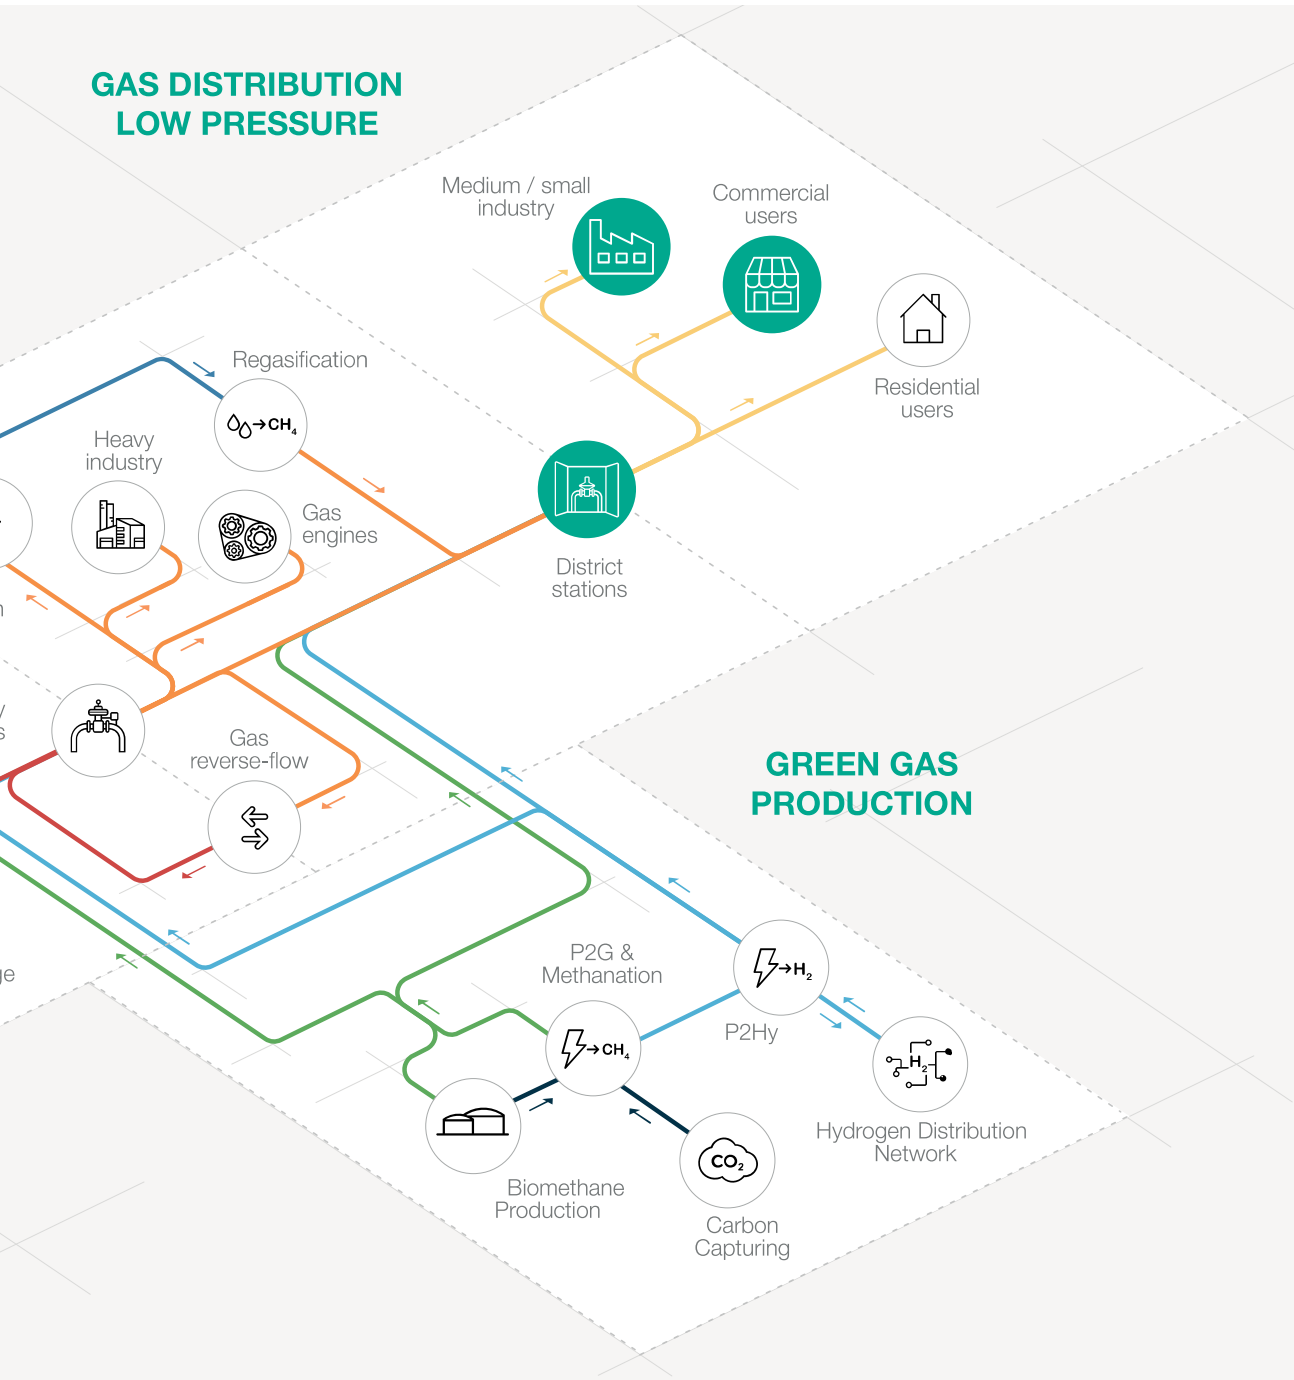 GAS DISTRIBUTION
LOW PRESSURE
Medium / small
industry
Commercial
users
Residential
users
Regasification
→CH₄
Heavy
industry
Gas
engines
District
stations
Gas
reverse-flow
GREEN GAS
PRODUCTION
P2G &
Methanation
→H₂
P2Hy
→CH₄
H₂
Hydrogen Distribution
Network
CO₂
Biomethane
Production
Carbon
Capturing